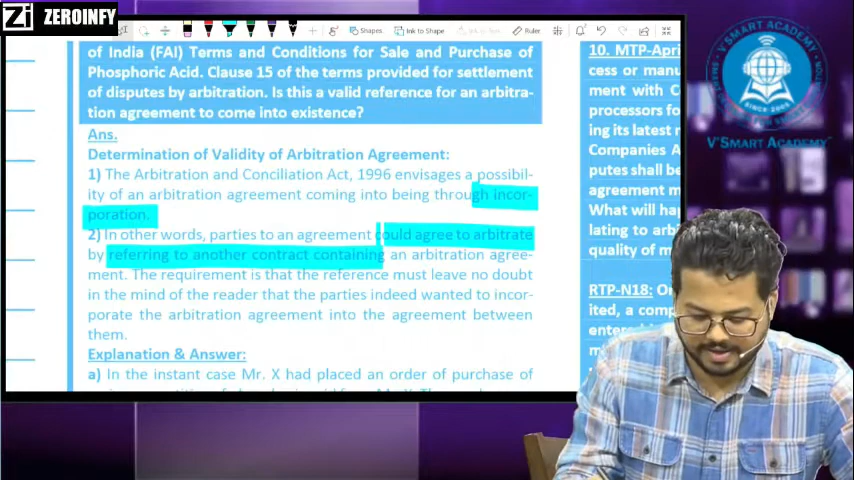 Zi ZEROINFY
Shapes Ink to Shape Ruler
of India (FAI) Terms and Conditions for Sale and Purchase of
Phosphoric Acid. Clause 15 of the terms provided for settlement
of disputes by arbitration. Is this a valid reference for an arbitra-
tion agreement to come into existence?
Ans.
Determination of Validity of Arbitration Agreement:
1) The Arbitration and Conciliation Act, 1996 envisages a possibil-
ity of an arbitration agreement coming into being through incor-
poration.
2) In other words, parties to an agreement could agree to arbitrate
by referring to another contract containing an arbitration agree-
ment. The requirement is that the reference must leave no doubt
in the mind of the reader that the parties indeed wanted to incor-
porate the arbitration agreement into the agreement between
them.
Explanation & Answer:
a) In the instant case Mr. X had placed an order of purchase of
10. MTP-Apri
cess or manu
ment with C
processors fo
ing its latest
Companies A
putes shall be
agreement m
What will hap
lating to arb
quality of m
RTP-N18: Or
ited, a comp
entere
V'SMART ACADEMY
SINCE 2005
V'SMART ACADEMY